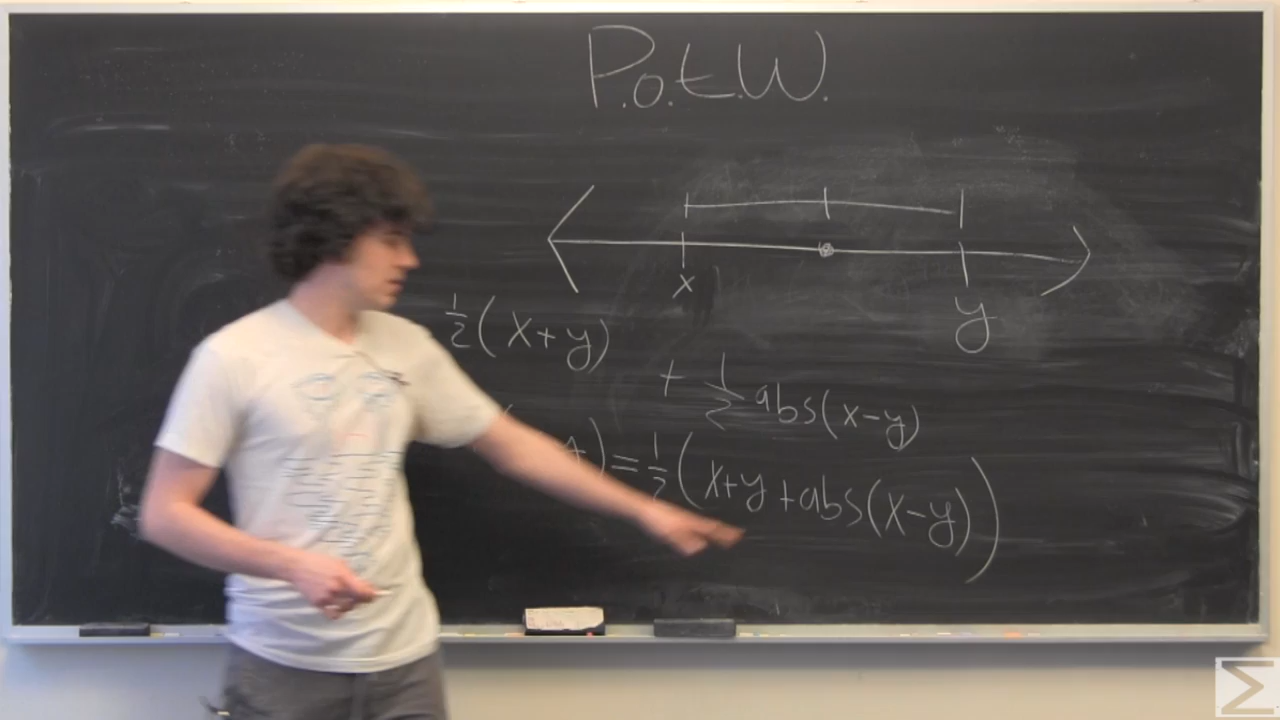 P.o.t.W.
x
y
½(x+y)
+ ½ abs(x-y)
) = ½(x+y+abs(x-y))
Σ